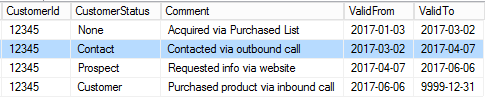 CustomerId CustomerStatus Comment ValidFrom ValidTo
12345 None Acquired via Purchased List 2017-01-03 2017-03-02
12345 Contact Contacted via outbound call 2017-03-02 2017-04-07
12345 Prospect Requested info via website 2017-04-07 2017-06-06
12345 Customer Purchased product via inbound call 2017-06-06 9999-12-31